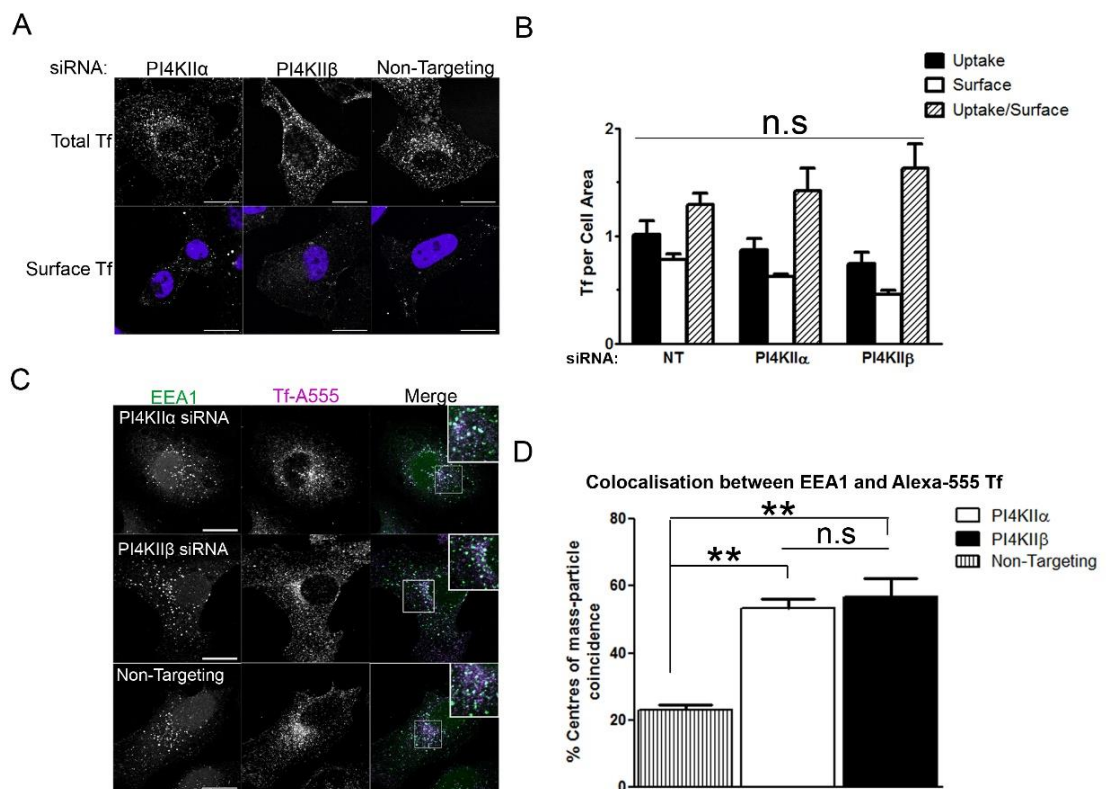 A
siRNA: PI4KIIα PI4KIIβ Non-Targeting
Total Tf
Surface Tf
B
Uptake
Surface
Uptake/Surface
n.s
2
1
0
Tf per Cell Area
siRNA: NT PI4KIIα PI4KIIβ
C
EEA1 Tf-A555 Merge
PI4KIIα siRNA
PI4KIIβ siRNA
Non-Targeting
D
Colocalisation between EEA1 and Alexa-555 Tf
PI4KIIα
PI4KIIβ
Non-Targeting
**
n.s
**
80
60
40
20
0
% Centres of mass-particle
coincidence